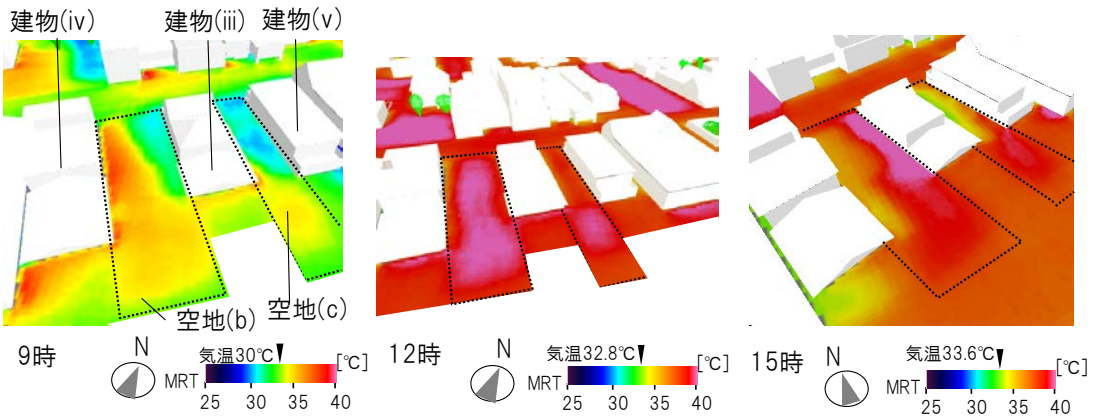 建物(iv)
建物(iii)
建物(v)
空地(b)
空地(c)
9時
N
気温30℃
[℃]
MRT
25 30 35 40
12時
N
気温32.8℃
[℃]
MRT
25 30 35 40
15時
N
気温33.6℃
[℃]
MRT
25 30 35 40